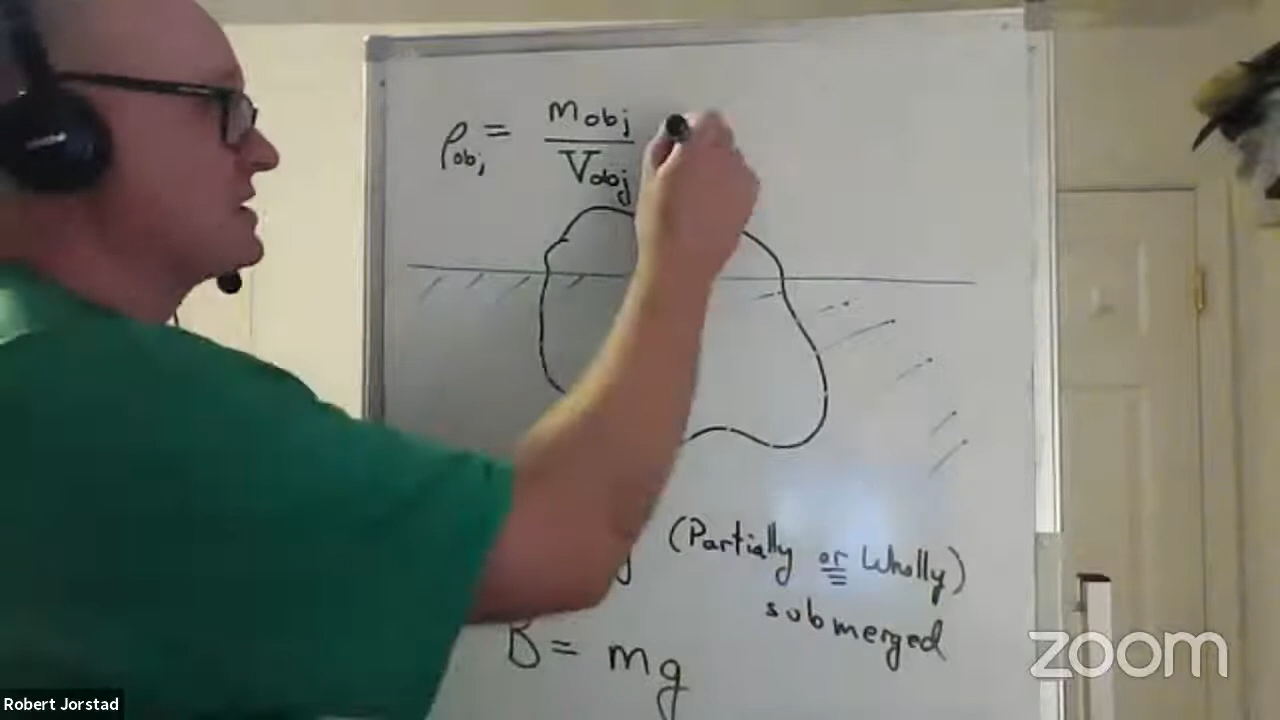 ρobj = mobj
Vobj
(Partially or Wholly)
submerged
B = mg
zoom
Robert Jorstad